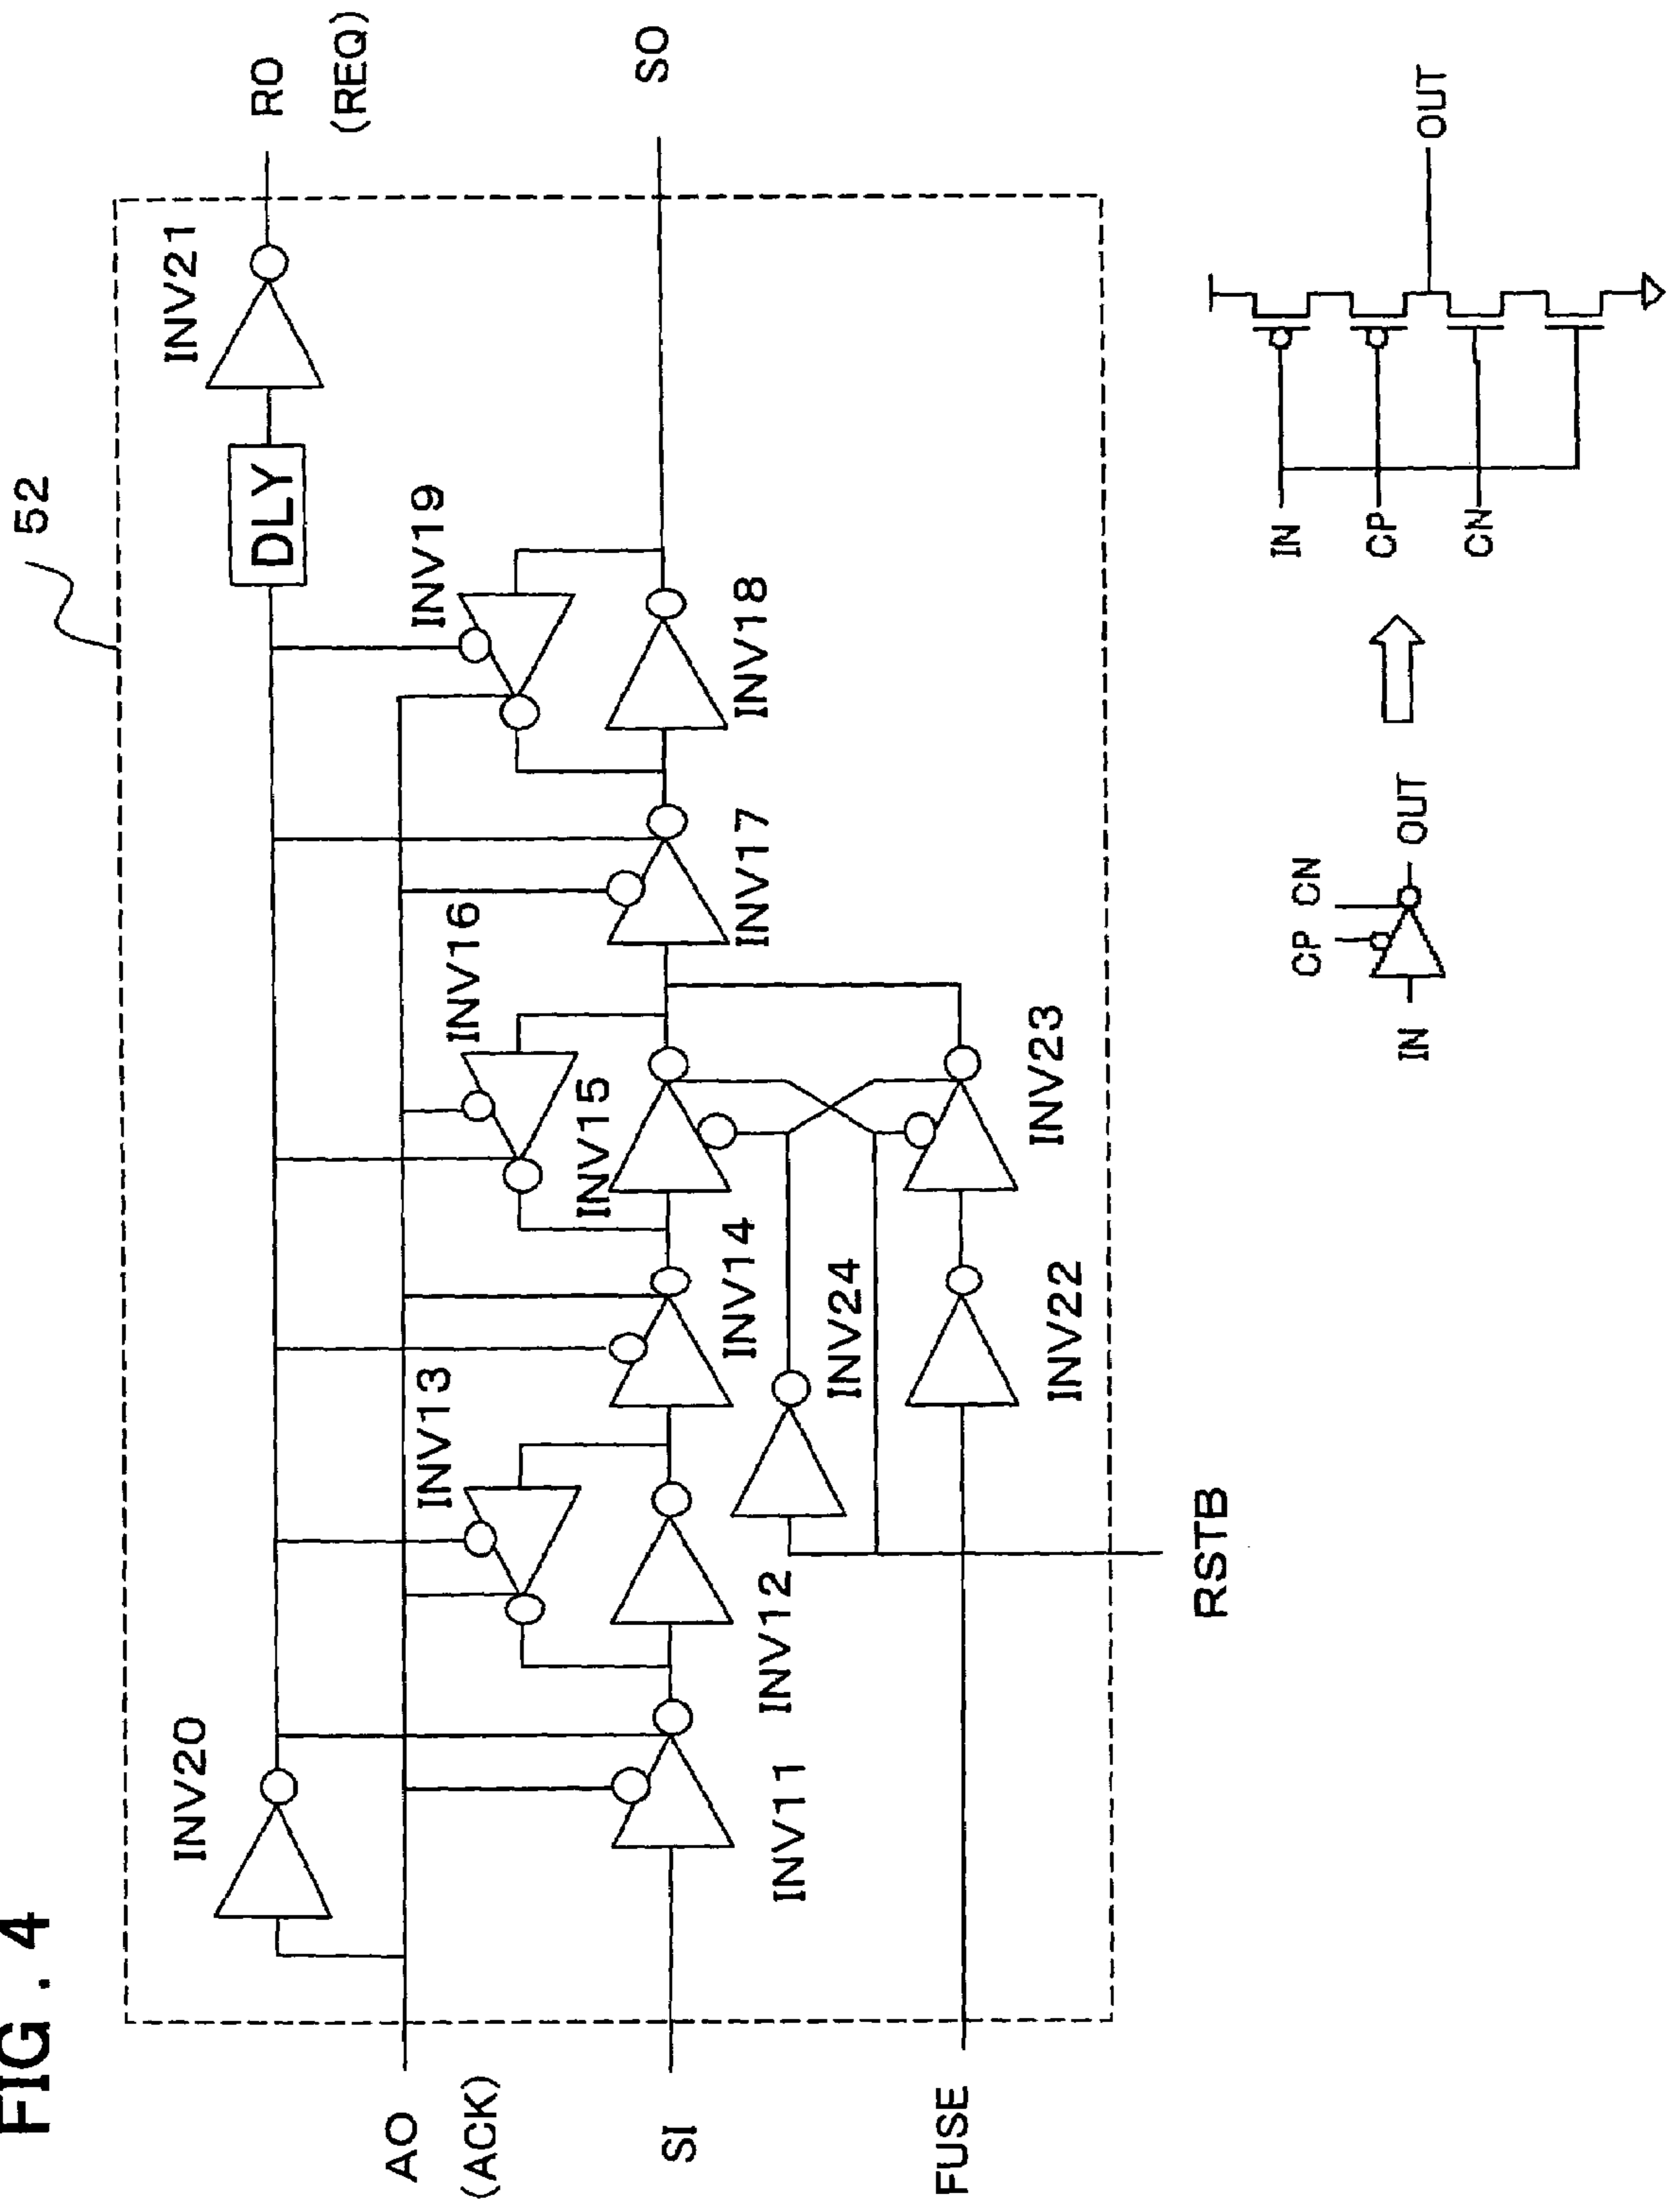 FIG. 4
52
INV20
INV21
RO
(REQ)
DLY
AO
(ACK)
INV13
INV16
INV19
SO
SI
INV11
INV12
INV14
INV15
INV17
INV18
INV24
FUSE
INV22
INV23
RSTB
CP CN
IN
OUT
IN
CP
CN
OUT